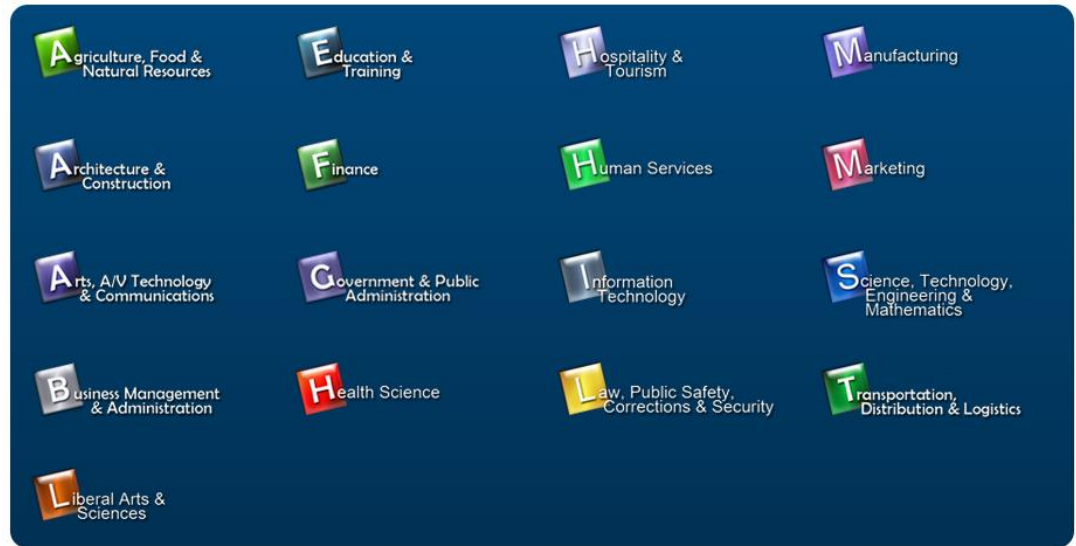 Agriculture, Food &
Natural Resources
Education &
Training
Hospitality &
Tourism
Manufacturing
Architecture &
Construction
Finance
Human Services
Marketing
Arts, A/V Technology
& Communications
Government & Public
Administration
Information
Technology
Science, Technology,
Engineering &
Mathematics
Business Management
& Administration
Health Science
Law, Public Safety,
Corrections & Security
Transportation,
Distribution & Logistics
Liberal Arts &
Sciences